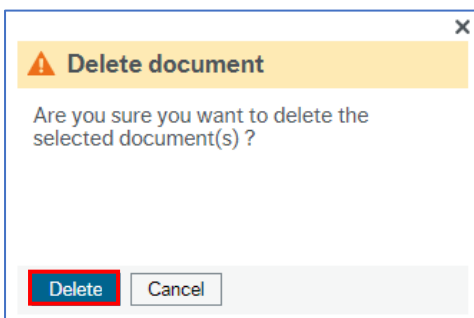 Delete document
Are you sure you want to delete the
selected document(s) ?
Delete
Cancel